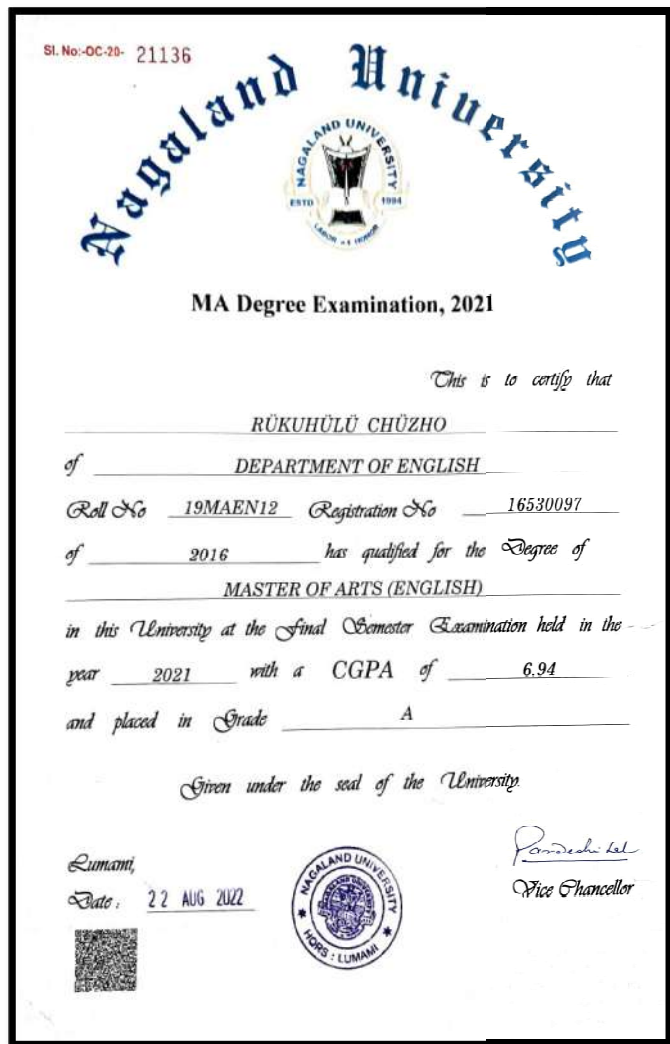 Sl. No:-OC-20- 21136
Nagaland University
NAGALAND UNIVERSITY
ESTD 1994
LABOR
HONOR
MA Degree Examination, 2021
This is to certify that
RÜKUHÜLÜ CHÜZHO
of DEPARTMENT OF ENGLISH
Roll No 19MAEN12 Registration No 16530097
of 2016 has qualified for the Degree of
MASTER OF ARTS (ENGLISH)
in this University at the Final Semester Examination held in the
year 2021 with a CGPA of 6.94
and placed in Grade A
Given under the seal of the University.
Lumami,
Date: 22 AUG 2022
NAGALAND UNIVERSITY
HQRS : LUMAMI
Vice Chancellor